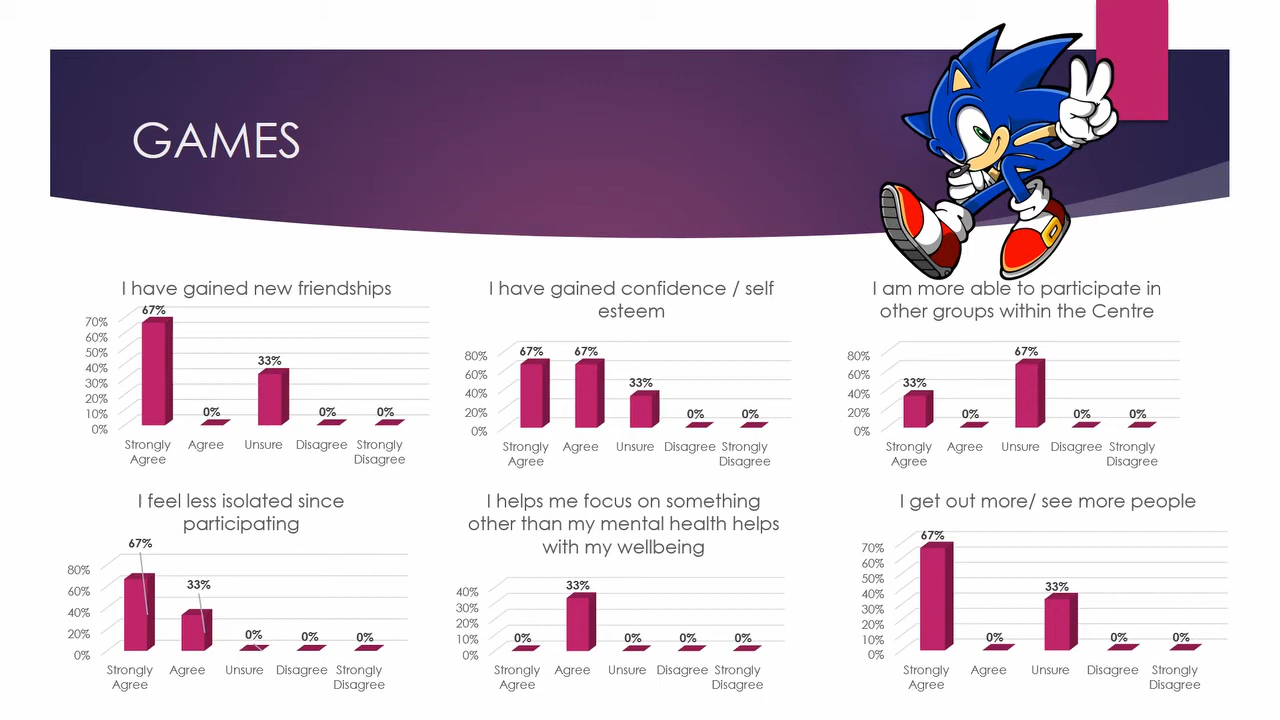 GAMES
I have gained new friendships
67%
70%
60%
50%
40%
30%
20%
10%
0%
0%
33%
0%
0%
Strongly Agree
Agree
Unsure
Disagree
Strongly Disagree
I have gained confidence / self
esteem
80%
60%
40%
20%
0%
67%
67%
33%
0%
0%
Strongly Agree
Agree
Unsure
Disagree
Strongly Disagree
I am more able to participate in
other groups within the Centre
80%
60%
40%
20%
0%
33%
0%
67%
0%
0%
Strongly Agree
Agree
Unsure
Disagree
Strongly Disagree
I feel less isolated since
participating
80%
60%
40%
20%
0%
67%
33%
0%
0%
0%
Strongly Agree
Agree
Unsure
Disagree
Strongly Disagree
I helps me focus on something
other than my mental health helps
with my wellbeing
40%
30%
20%
10%
0%
0%
33%
0%
0%
0%
Strongly Agree
Agree
Unsure
Disagree
Strongly Disagree
I get out more/ see more people
70%
60%
50%
40%
30%
20%
10%
0%
67%
0%
33%
0%
0%
Strongly Agree
Agree
Unsure
Disagree
Strongly Disagree